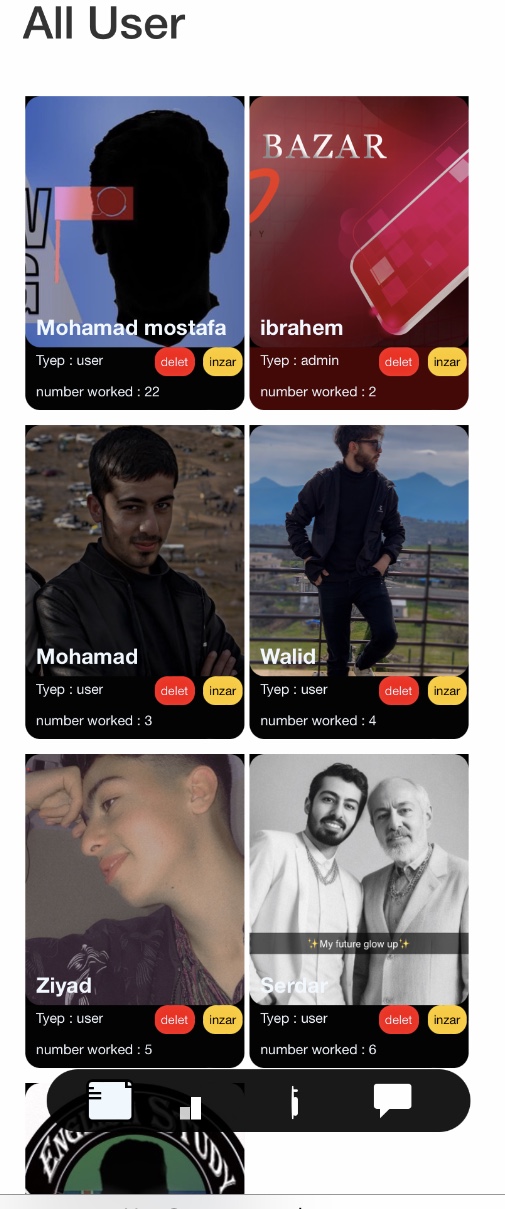 All User
BAZAR
Y
Mohamad mostafa
Tyep : user
delet
inzar
number worked : 22
ibrahem
Tyep : admin
delet
inzar
number worked : 2
Mohamad
Tyep : user
delet
inzar
number worked : 3
Walid
Tyep : user
delet
inzar
number worked : 4
Ziyad
Tyep : user
delet
inzar
number worked : 5
✨My future glow up✨
Serdar
Tyep : user
delet
inzar
number worked : 6
ENGLISH STUDY